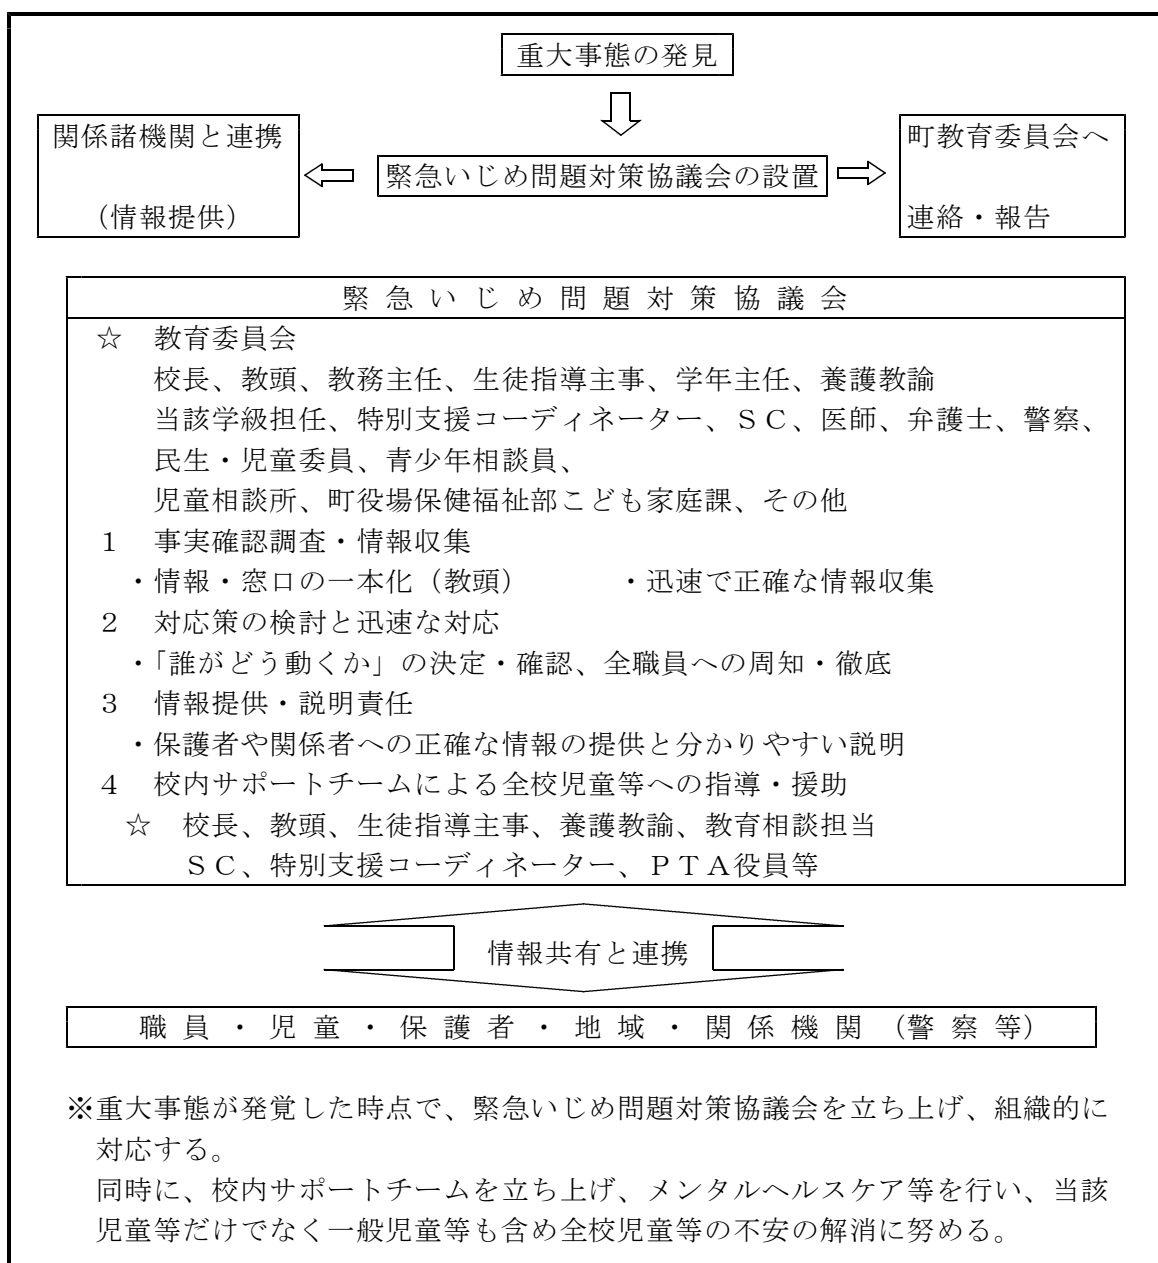 重大事態の発見
関係諸機関と連携
（情報提供）
緊急いじめ問題対策協議会の設置
町教育委員会へ
連絡・報告
緊急いじめ問題対策協議会
☆　教育委員会
校長、教頭、教務主任、生徒指導主事、学年主任、養護教諭
当該学級担任、特別支援コーディネーター、ＳＣ、医師、弁護士、警察、
民生・児童委員、青少年相談員、
児童相談所、町役場保健福祉部こども家庭課、その他
１　事実確認調査・情報収集
・情報・窓口の一本化（教頭）　　　・迅速で正確な情報収集
２　対応策の検討と迅速な対応
・「誰がどう動くか」の決定・確認、全職員への周知・徹底
３　情報提供・説明責任
・保護者や関係者への正確な情報の提供と分かりやすい説明
４　校内サポートチームによる全校児童等への指導・援助
☆　校長、教頭、生徒指導主事、養護教諭、教育相談担当
ＳＣ、特別支援コーディネーター、ＰＴＡ役員等
情報共有と連携
職員・児童・保護者・地域・関係機関（警察等）
※重大事態が発覚した時点で、緊急いじめ問題対策協議会を立ち上げ、組織的に
対応する。
同時に、校内サポートチームを立ち上げ、メンタルヘルスケア等を行い、当該
児童等だけでなく一般児童等も含め全校児童等の不安の解消に努める。